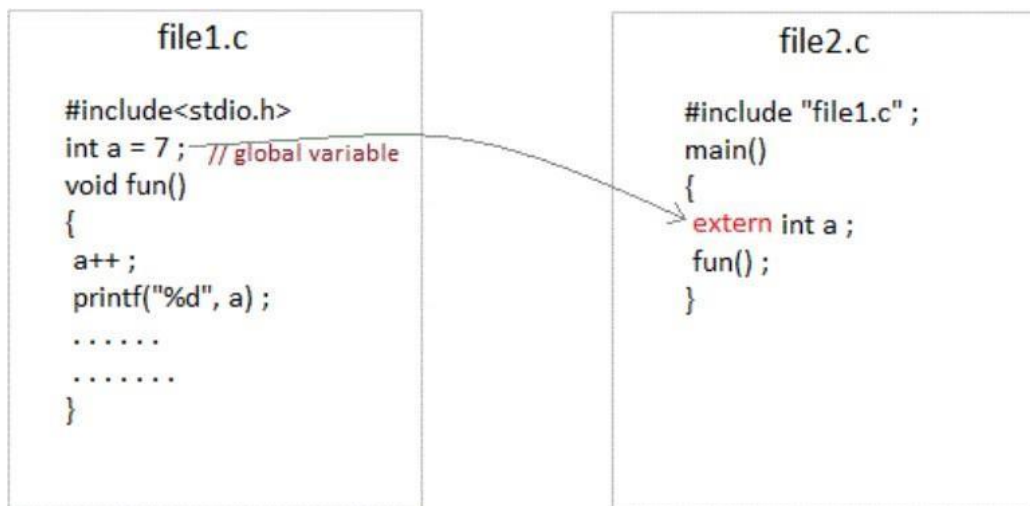 file1.c
#include<stdio.h>
int a = 7 ; // global variable
void fun()
{
a++ ;
printf("%d", a) ;
. . . . . .
. . . . . . .
}
file2.c
#include "file1.c" ;
main()
{
extern int a ;
fun() ;
}